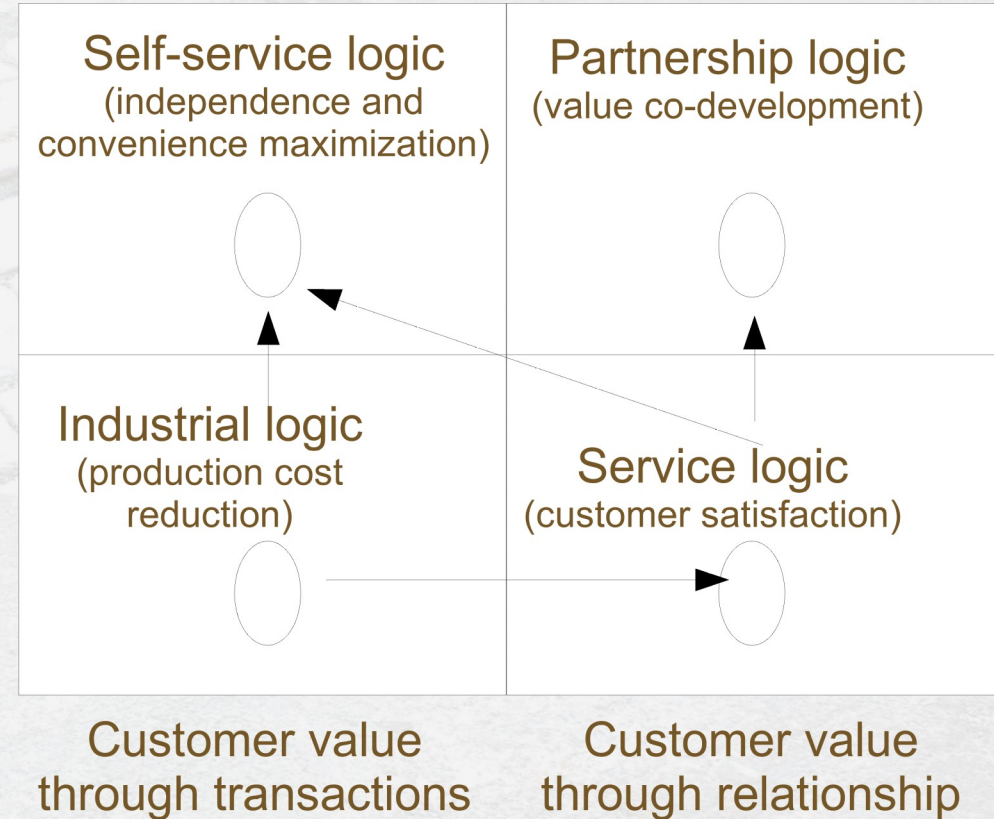 Self-service logic
(independence and
convenience maximization)
Partnership logic
(value co-development)
Industrial logic
(production cost
reduction)
Service logic
(customer satisfaction)
Customer value
through transactions
Customer value
through relationship